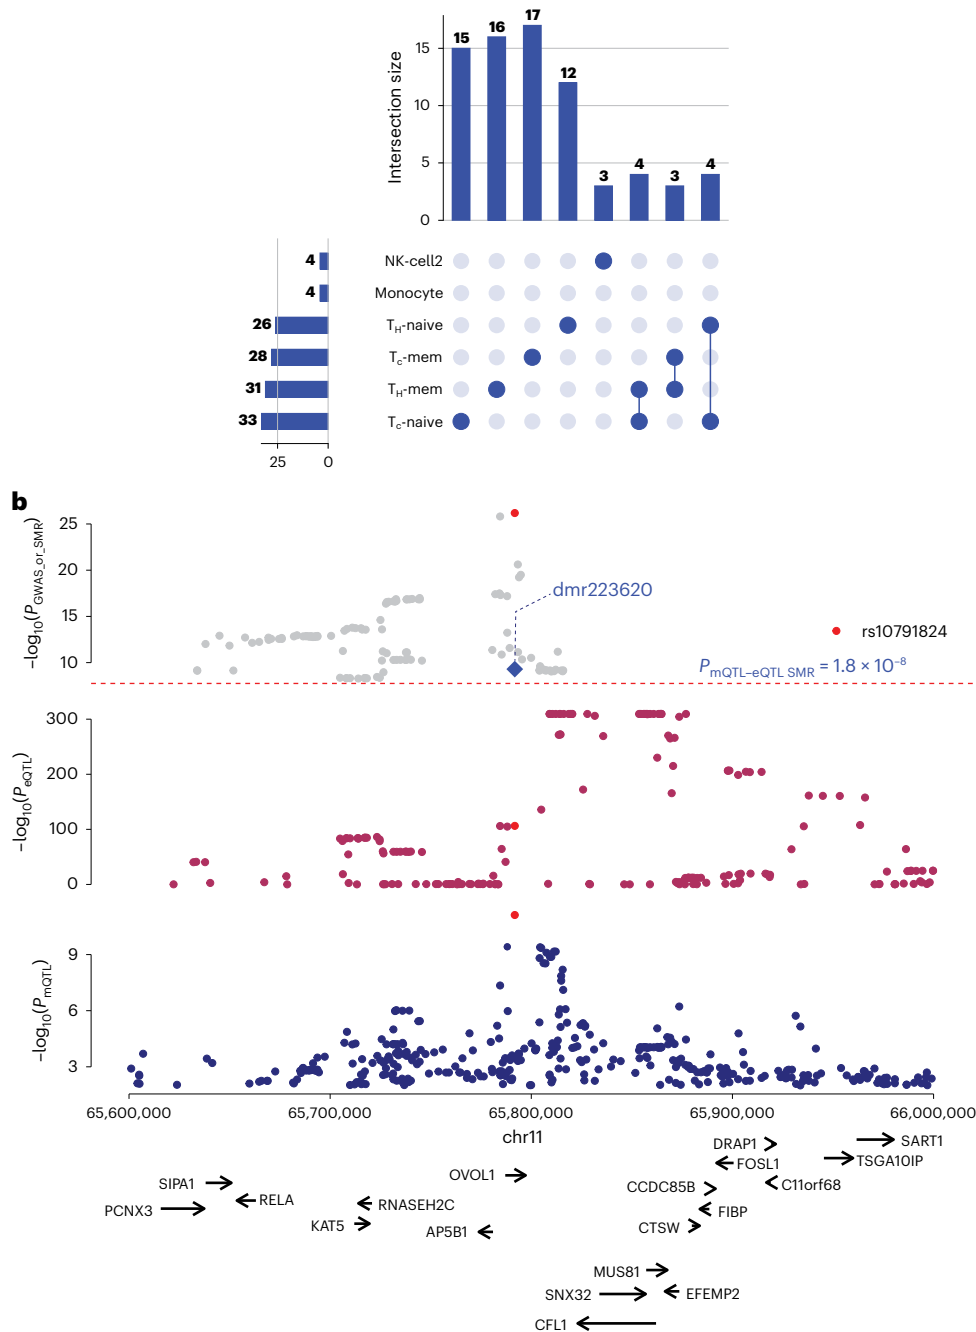 15 16 17 12 3 4 3 4
Intersection size
15
10
5
0
4 NK-cell2
4 Monocyte
26 TH-naive
28 Tc-mem
31 TH-mem
33 Tc-naive
25 0
b
−log10(PGWAS_or_SMR)
25
20
15
10
dmr223620
rs10791824
PmQTL–eQTL SMR = 1.8 × 10−8
−log10(PeQTL)
300
200
100
0
−log10(PmQTL)
9
6
3
65,600,000 65,700,000 65,800,000 65,900,000 66,000,000
chr11
DRAP1 SART1
FOSL1 TSGA10IP
OVOL1
SIPA1 CCDC85B C11orf68
PCNX3 RELA RNASEH2C FIBP
KAT5 AP5B1 CTSW
MUS81
SNX32 EFEMP2
CFL1